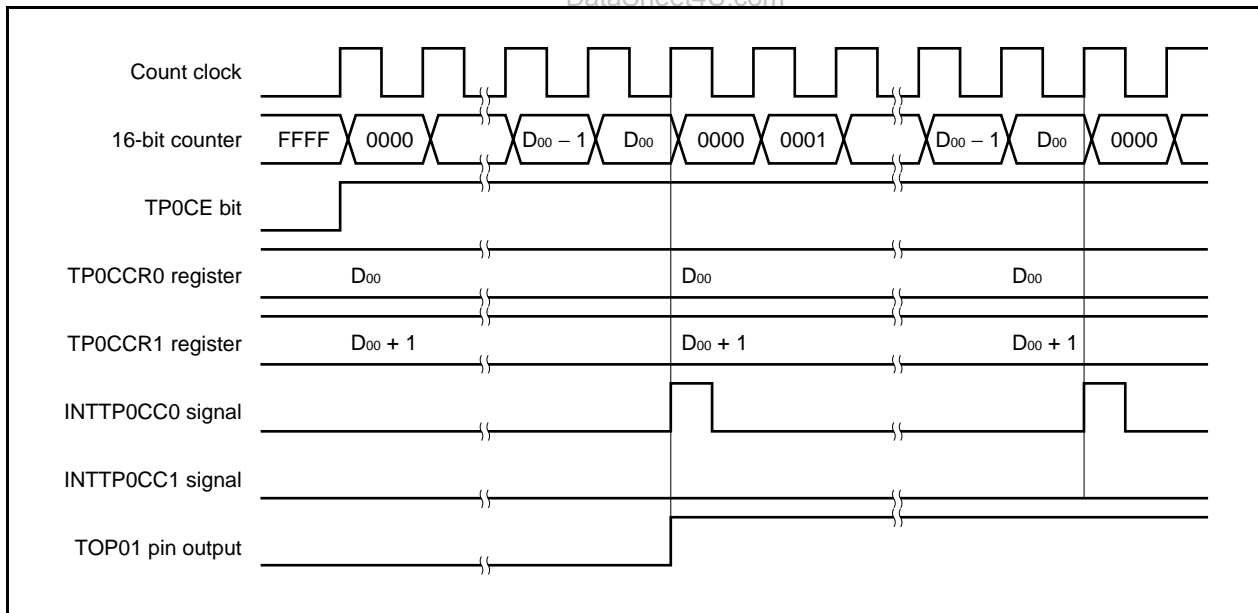 DataSheet4U.com
Count clock
16-bit counter FFFF 0000 D00 − 1 D00 0000 0001 D00 − 1 D00 0000
TP0CE bit
TP0CCR0 register D00 D00 D00
TP0CCR1 register D00 + 1 D00 + 1 D00 + 1
INTTP0CC0 signal
INTTP0CC1 signal
TOP01 pin output